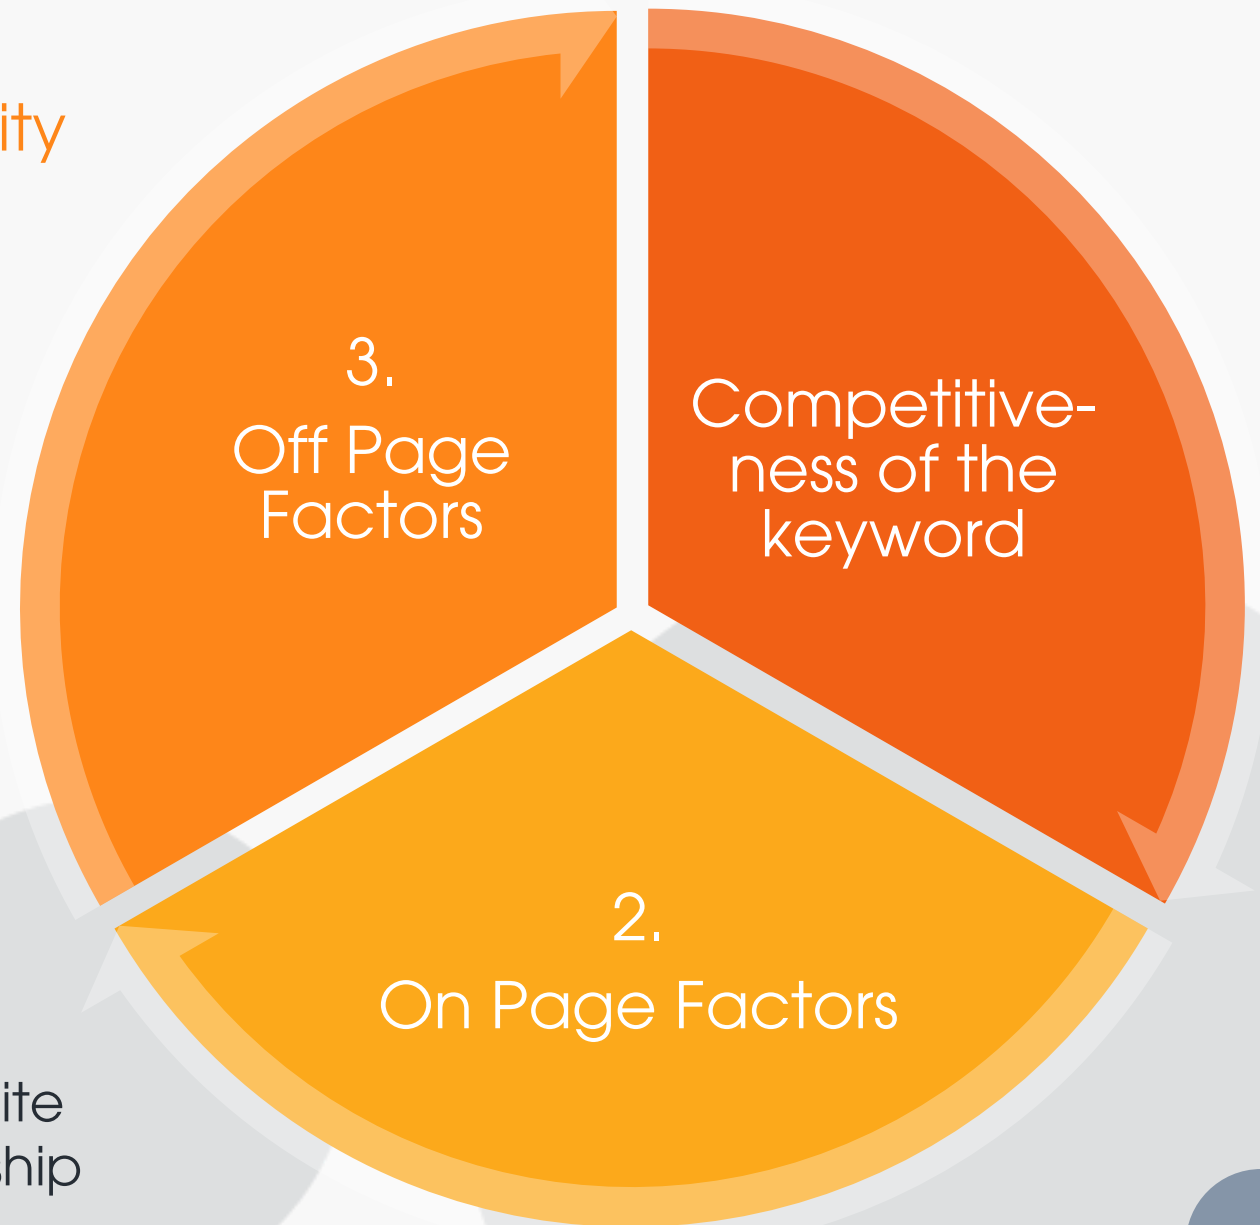 ity
3.
Off Page
Factors
Competitive-
ness of the
keyword
2.
On Page Factors
ite
ship